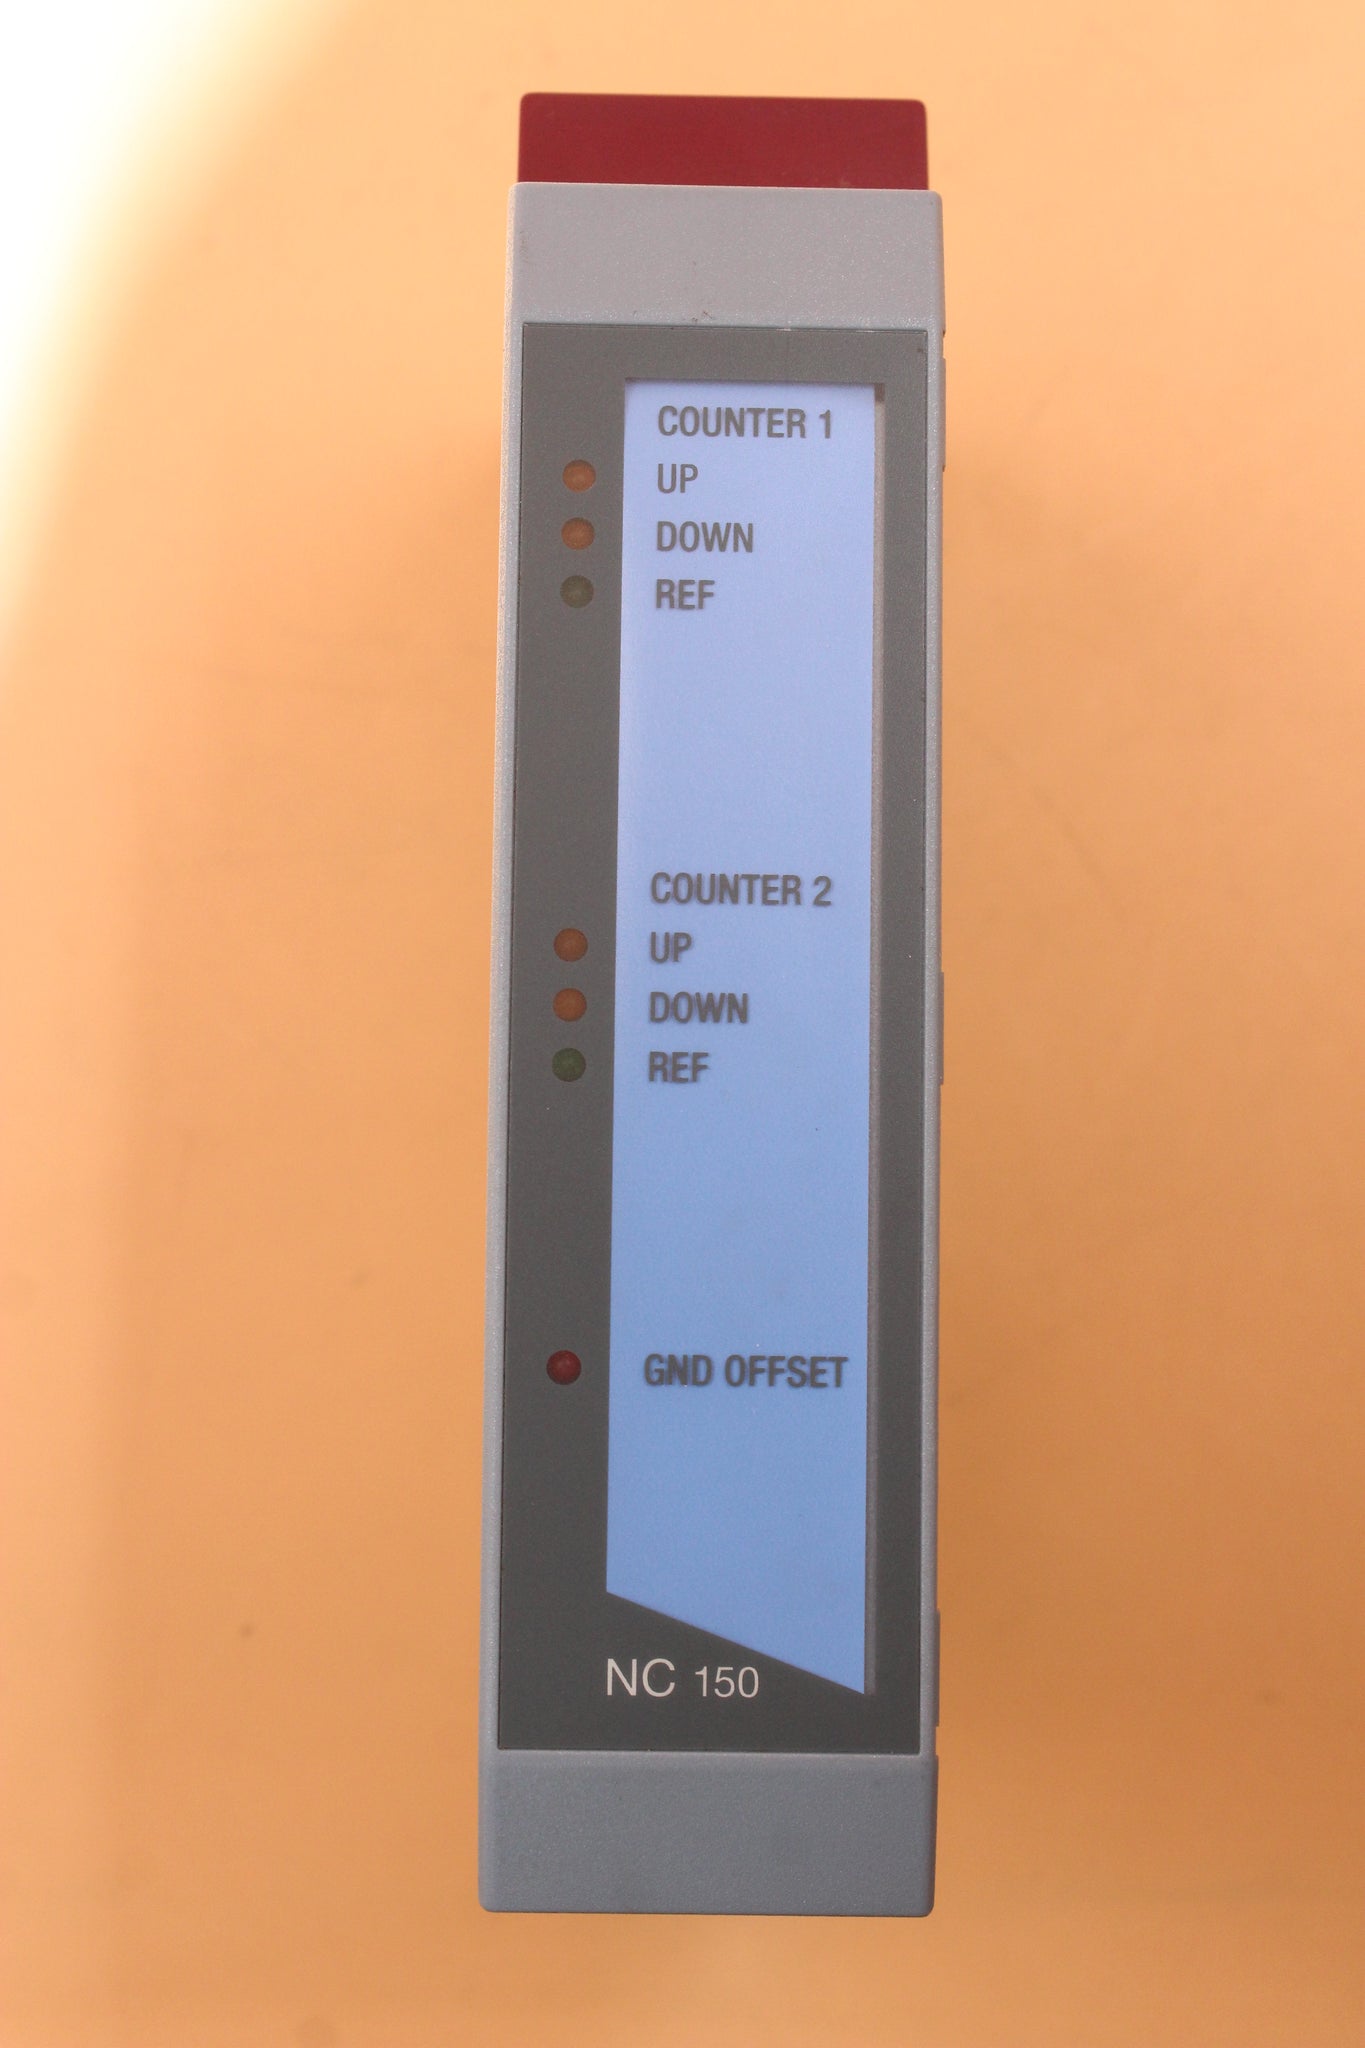 COUNTER 1
UP
DOWN
REF
COUNTER 2
UP
DOWN
REF
GND OFFSET
NC 150